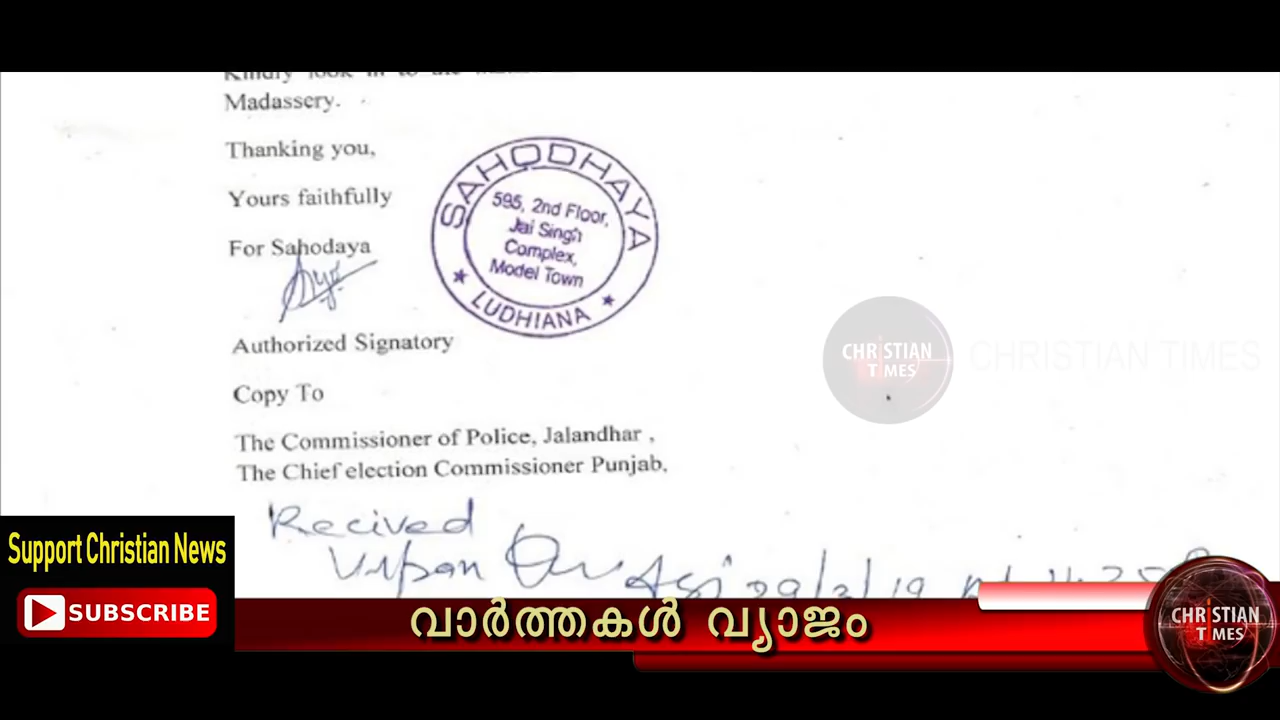 Madassery.
Thanking you,
Yours faithfully
For Sahodaya
SAHODHAYA
595, 2nd Floor,
Jai Singh
Complex,
Model Town
★ LUDHIANA ★
Authorized Signatory
Copy To
The Commissioner of Police, Jalandhar ,
The Chief election Commissioner Punjab.
Recived
CHRISTIAN
TIMES
CHRISTIAN TIMES
Support Christian News
SUBSCRIBE
വാർത്തകൾ വ്യാജം
CHRISTIAN
TIMES